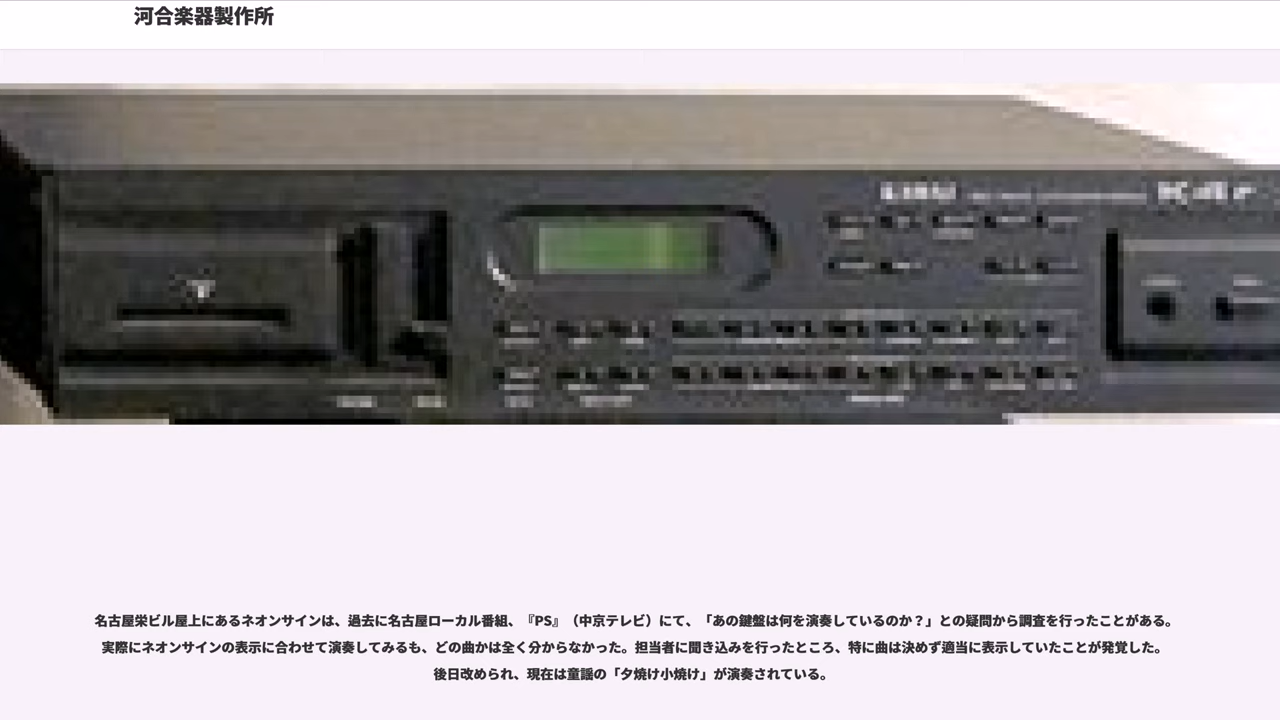 河合楽器製作所
名古屋栄ビル屋上にあるネオンサインは、過去に名古屋ローカル番組、『PS』（中京テレビ）にて、「あの鍵盤は何を演奏しているのか？」との疑問から調査を行ったことがある。
実際にネオンサインの表示に合わせて演奏してみるも、どの曲かは全く分からなかった。担当者に聞き込みを行ったところ、特に曲は決めず適当に表示していたことが発覚した。
後日改められ、現在は童謡の「夕焼け小焼け」が演奏されている。